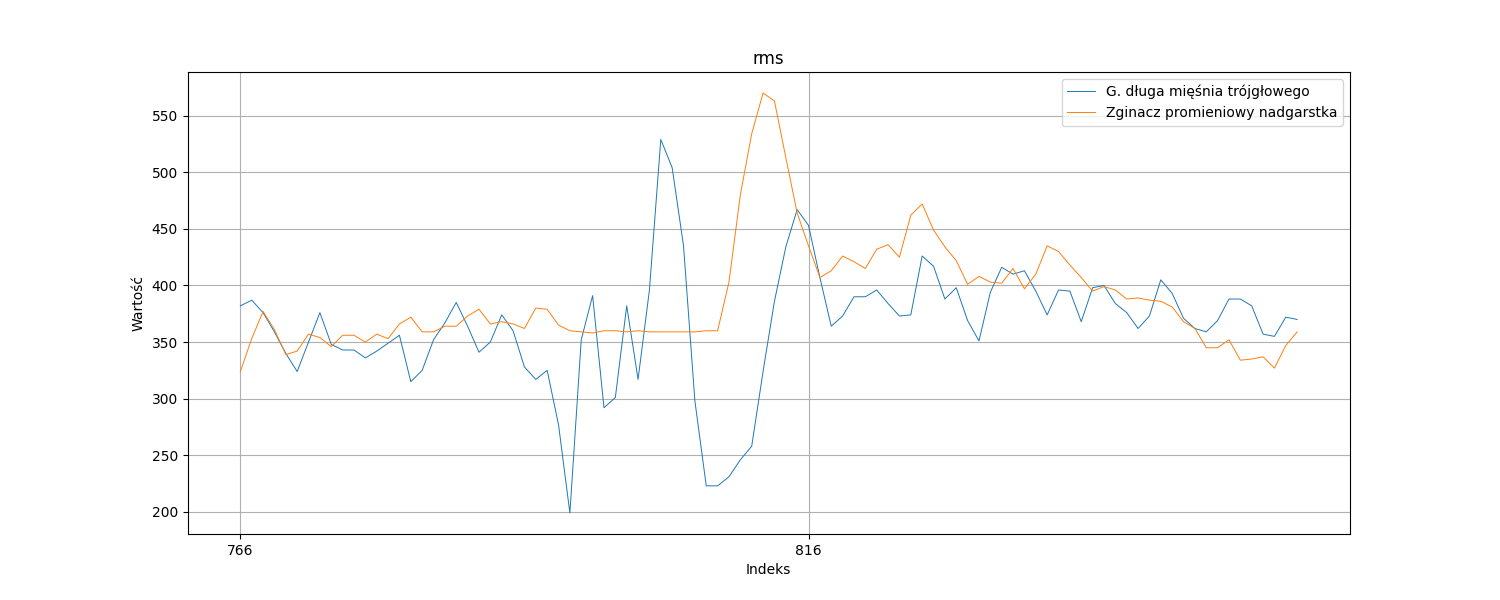 rms
G. długa mięśnia trójgłowego
Zginacz promieniowy nadgarstka
Wartość
550
500
450
400
350
300
250
200
766
816
Indeks